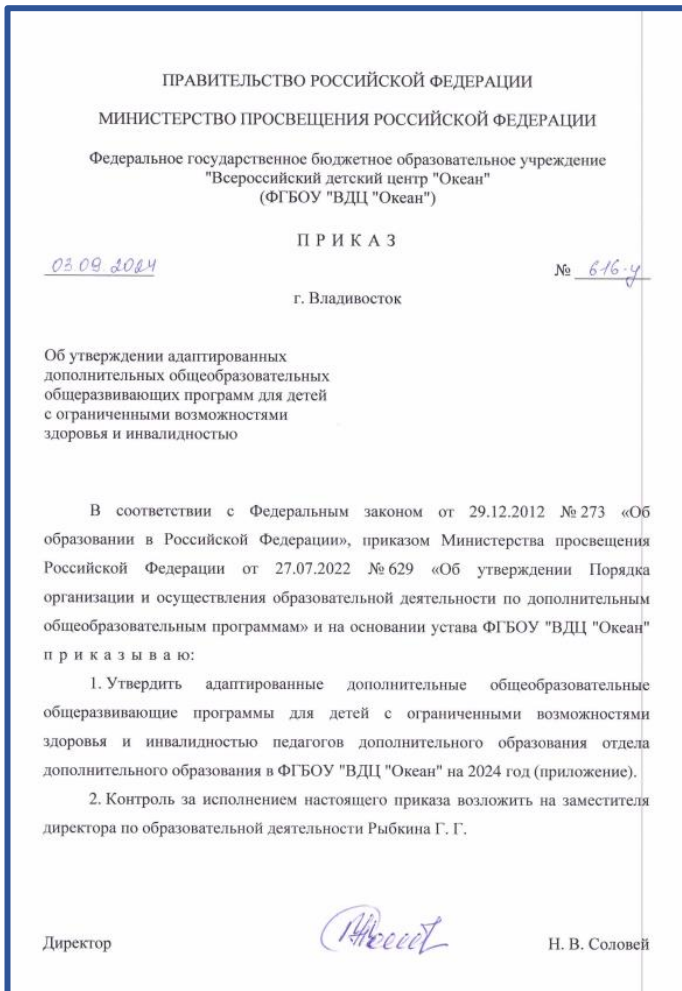 ПРАВИТЕЛЬСТВО РОССИЙСКОЙ ФЕДЕРАЦИИ
МИНИСТЕРСТВО ПРОСВЕЩЕНИЯ РОССИЙСКОЙ ФЕДЕРАЦИИ
Федеральное государственное бюджетное образовательное учреждение
"Всероссийский детский центр "Океан"
(ФГБОУ "ВДЦ "Океан")
П Р И К А З
03.09.2024
№ 616-у
г. Владивосток
Об утверждении адаптированных
дополнительных общеобразовательных
общеразвивающих программ для детей
с ограниченными возможностями
здоровья и инвалидностью
В соответствии с Федеральным законом от 29.12.2012 № 273 «Об
образовании в Российской Федерации», приказом Министерства просвещения
Российской Федерации от 27.07.2022 № 629 «Об утверждении Порядка
организации и осуществления образовательной деятельности по дополнительным
общеобразовательным программам» и на основании устава ФГБОУ "ВДЦ "Океан"
п р и к а з ы в а ю:
1. Утвердить адаптированные дополнительные общеобразовательные
общеразвивающие программы для детей с ограниченными возможностями
здоровья и инвалидностью педагогов дополнительного образования отдела
дополнительного образования в ФГБОУ "ВДЦ "Океан" на 2024 год (приложение).
2. Контроль за исполнением настоящего приказа возложить на заместителя
директора по образовательной деятельности Рыбкина Г. Г.
Директор
Н. В. Соловей